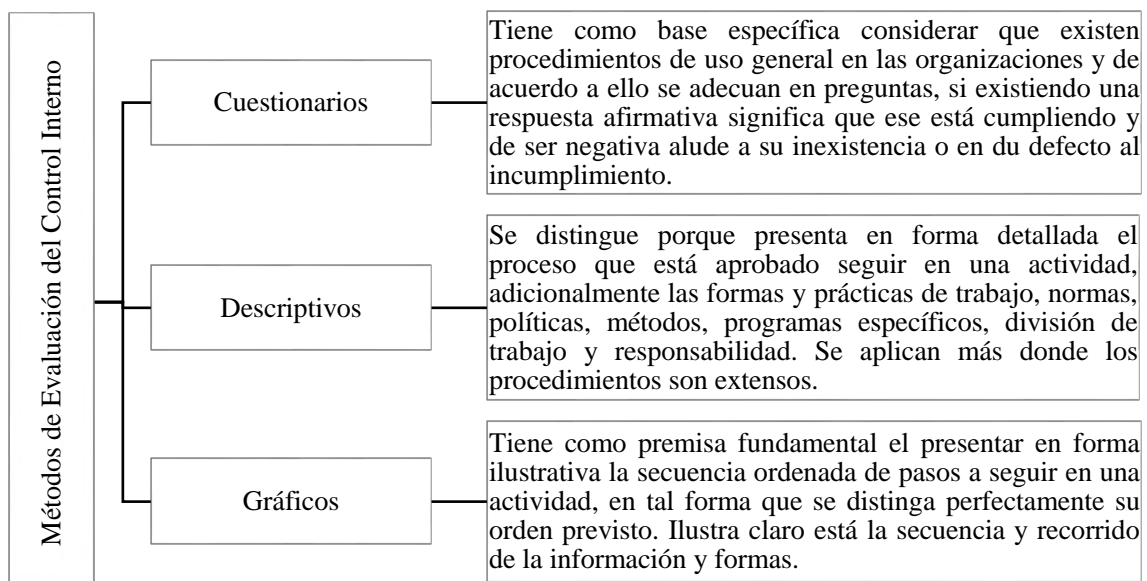 Métodos de Evaluación del Control Interno
Cuestionarios
Tiene como base específica considerar que existen
procedimientos de uso general en las organizaciones y de
acuerdo a ello se adecuan en preguntas, si existiendo una
respuesta afirmativa significa que ese está cumpliendo y
de ser negativa alude a su inexistencia o en du defecto al
incumplimiento.
Descriptivos
Se distingue porque presenta en forma detallada el
proceso que está aprobado seguir en una actividad,
adicionalmente las formas y prácticas de trabajo, normas,
políticas, métodos, programas específicos, división de
trabajo y responsabilidad. Se aplican más donde los
procedimientos son extensos.
Gráficos
Tiene como premisa fundamental el presentar en forma
ilustrativa la secuencia ordenada de pasos a seguir en una
actividad, en tal forma que se distinga perfectamente su
orden previsto. Ilustra claro está la secuencia y recorrido
de la información y formas.